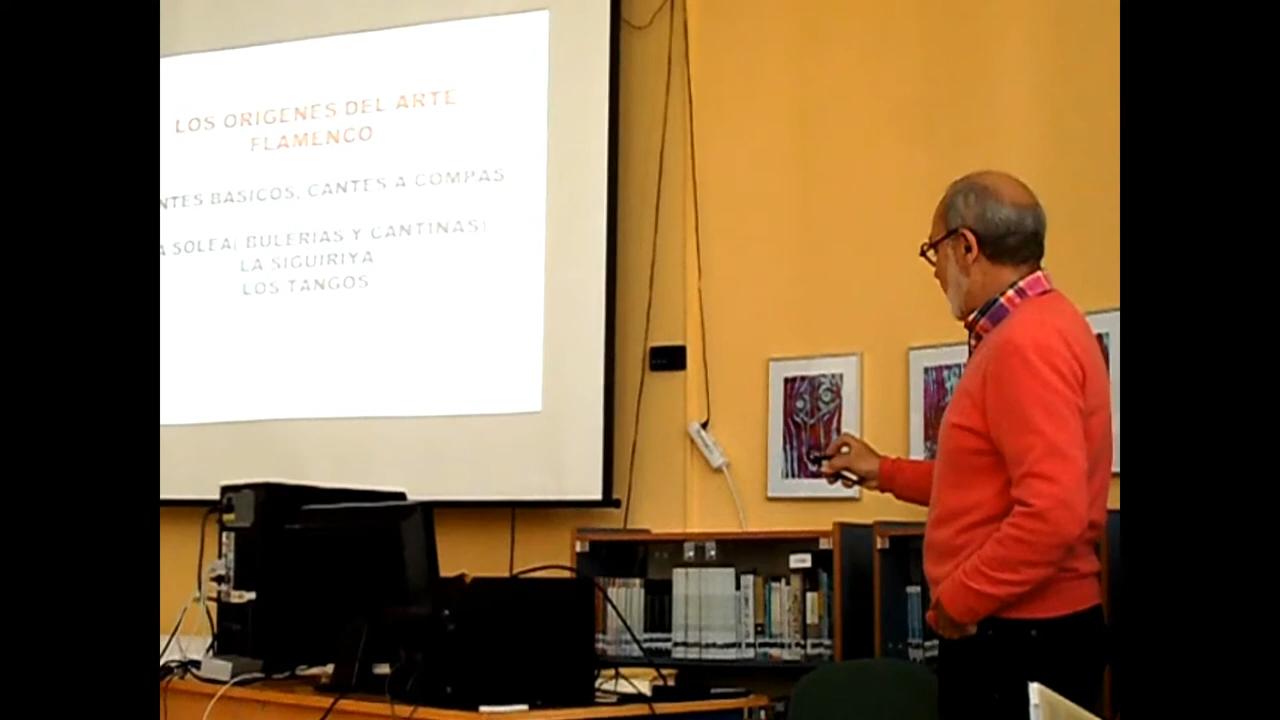 LOS ORIGENES DEL ARTE
FLAMENCO
NTES BASICOS, CANTES A COMPAS
A SOLEA( BULERIAS Y CANTINAS)
LA SIGUIRIYA
LOS TANGOS